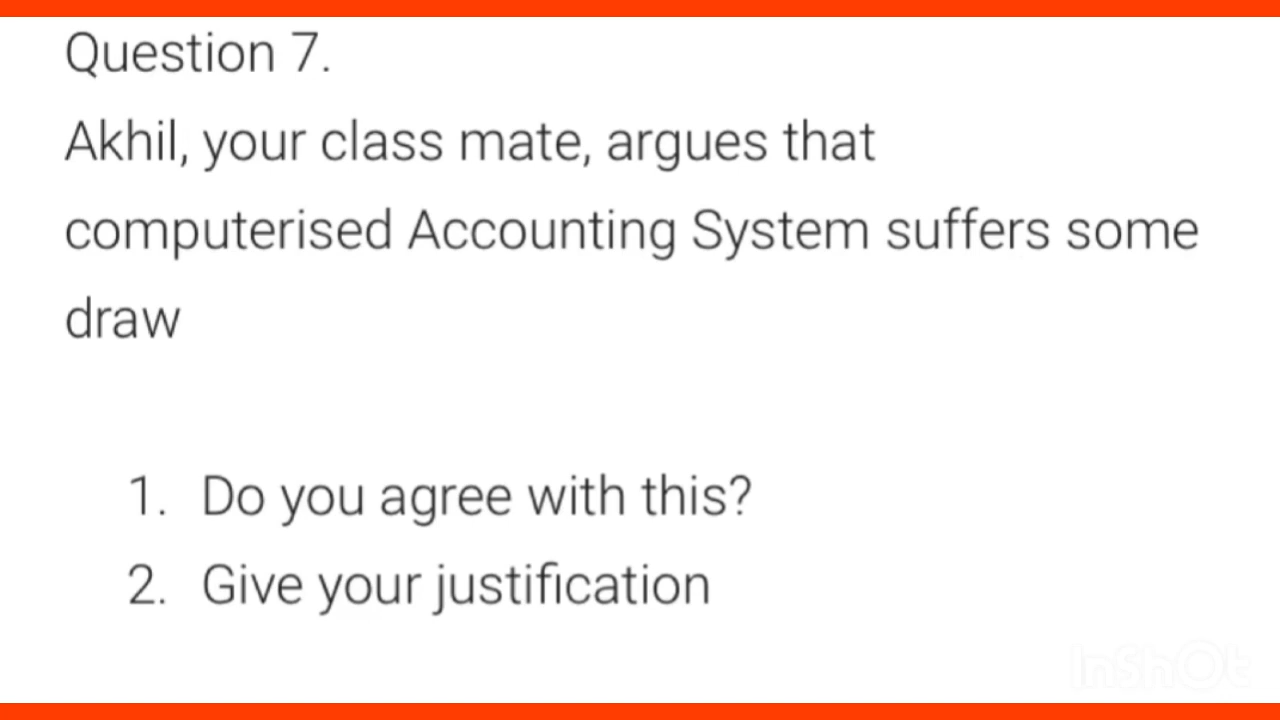 Question 7.
Akhil, your class mate, argues that
computerised Accounting System suffers some
draw
1. Do you agree with this?
2. Give your justification
InShOt